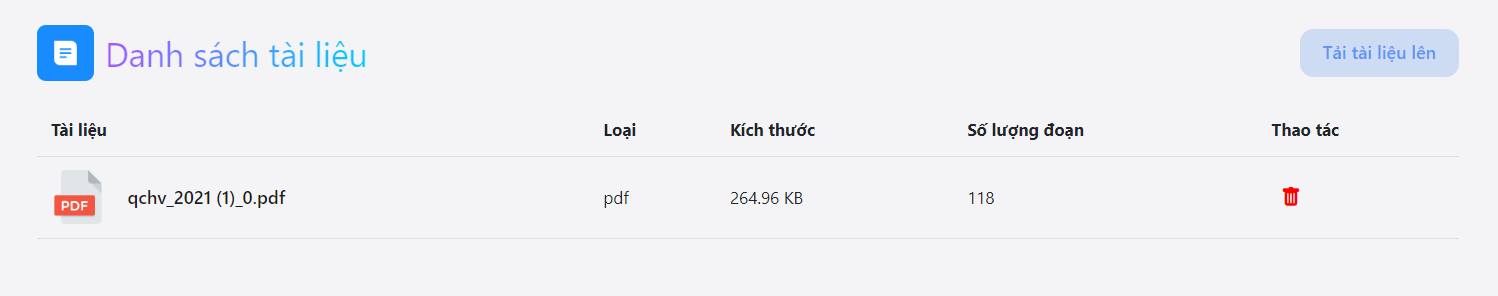 Danh sách tài liệu
Tải tài liệu lên
Tài liệu Loại Kích thước Số lượng đoạn Thao tác
PDF qchv_2021 (1)_0.pdf pdf 264.96 KB 118